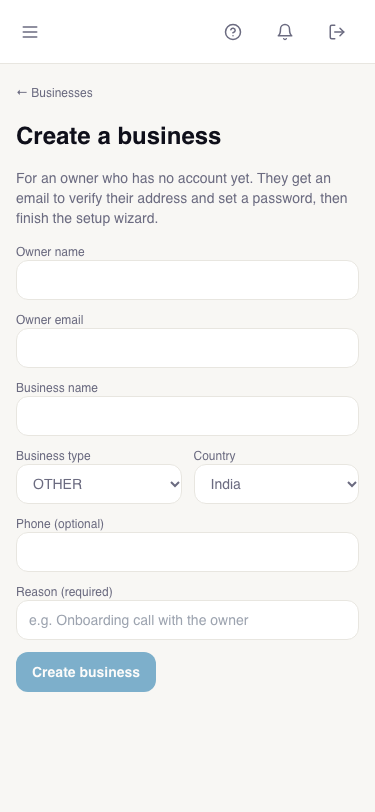 ← Businesses
Create a business
For an owner who has no account yet. They get an
email to verify their address and set a password, then
finish the setup wizard.
Owner name
Owner email
Business name
Business type
Country
OTHER
India
Phone (optional)
Reason (required)
e.g. Onboarding call with the owner
Create business